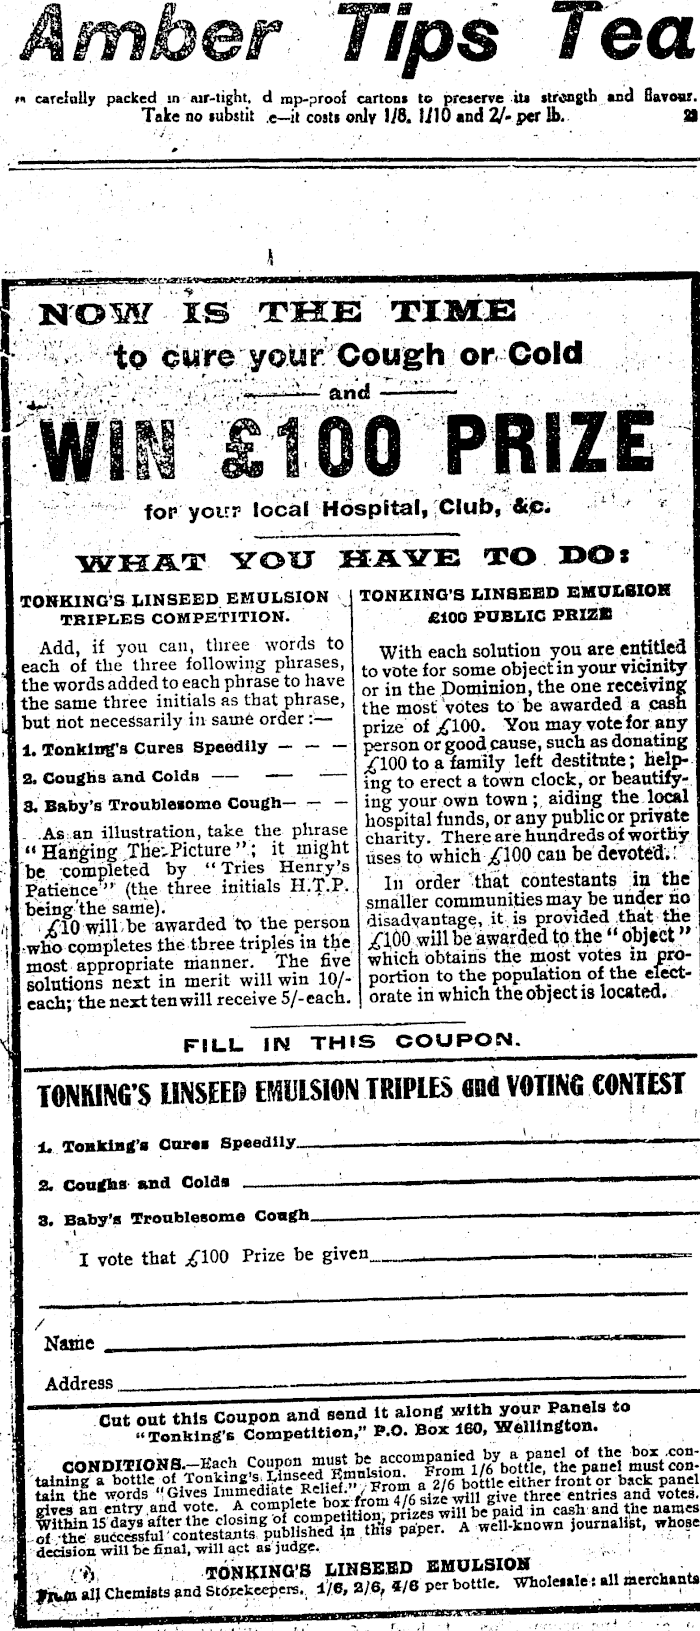 Amber Tips Tea
carefully packed in air-tight, d mp-proof cartons to preserve its strength and flavour.
Take no substit .e—it costs only 1/8, 1/10 and 2/- per lb. 23
NOW IS THE TIME
to cure your Cough or Cold
and
WIN £100 PRIZE
for your local Hospital, Club, &c.
WHAT YOU HAVE TO DO:
TONKING'S LINSEED EMULSION
TRIPLES COMPETITION.
Add, if you can, three words to
each of the three following phrases,
the words added to each phrase to have
the same three initials as that phrase,
but not necessarily in same order:—
1. Tonking's Cures Speedily — — —
2. Coughs and Colds — — —
3. Baby's Troublesome Cough— — —
As an illustration, take the phrase
"Hanging The Picture"; it might
be completed by "Tries Henry's
Patience" (the three initials H.T.P.
being the same).
£10 will be awarded to the person
who completes the three triples in the
most appropriate manner. The five
solutions next in merit will win 10/-
each; the next ten will receive 5/- each.
TONKING'S LINSEED EMULSION
£100 PUBLIC PRIZE
With each solution you are entitled
to vote for some object in your vicinity
or in the Dominion, the one receiving
the most votes to be awarded a cash
prize of £100. You may vote for any
person or good cause, such as donating
£100 to a family left destitute; help-
ing to erect a town clock, or beautify-
ing your own town; aiding the local
hospital funds, or any public or private
charity. There are hundreds of worthy
uses to which £100 can be devoted.
In order that contestants in the
smaller communities may be under no
disadvantage, it is provided that the
£100 will be awarded to the "object"
which obtains the most votes in pro-
portion to the population of the elect-
orate in which the object is located.
FILL IN THIS COUPON.
TONKING'S LINSEED EMULSION TRIPLES and VOTING CONTEST
1. Tonking's Cures Speedily
2. Coughs and Colds
3. Baby's Troublesome Cough
I vote that £100 Prize be given
Name
Address
Cut out this Coupon and send it along with your Panels to
"Tonking's Competition," P.O. Box 160, Wellington.
CONDITIONS.—Each Coupon must be accompanied by a panel of the box con-
taining a bottle of Tonking's Linseed Emulsion. From 1/6 bottle, the panel must con-
tain the words "Gives Immediate Relief." From a 2/6 bottle either front or back panel
gives an entry and vote. A complete box from 4/6 size will give three entries and votes.
Within 15 days after the closing of competition, prizes will be paid in cash and the names
of the successful contestants published in this paper. A well-known journalist, whose
decision will be final, will act as judge.
TONKING'S LINSEED EMULSION
From all Chemists and Storekeepers. 1/6, 2/6, 4/6 per bottle. Wholesale: all merchants